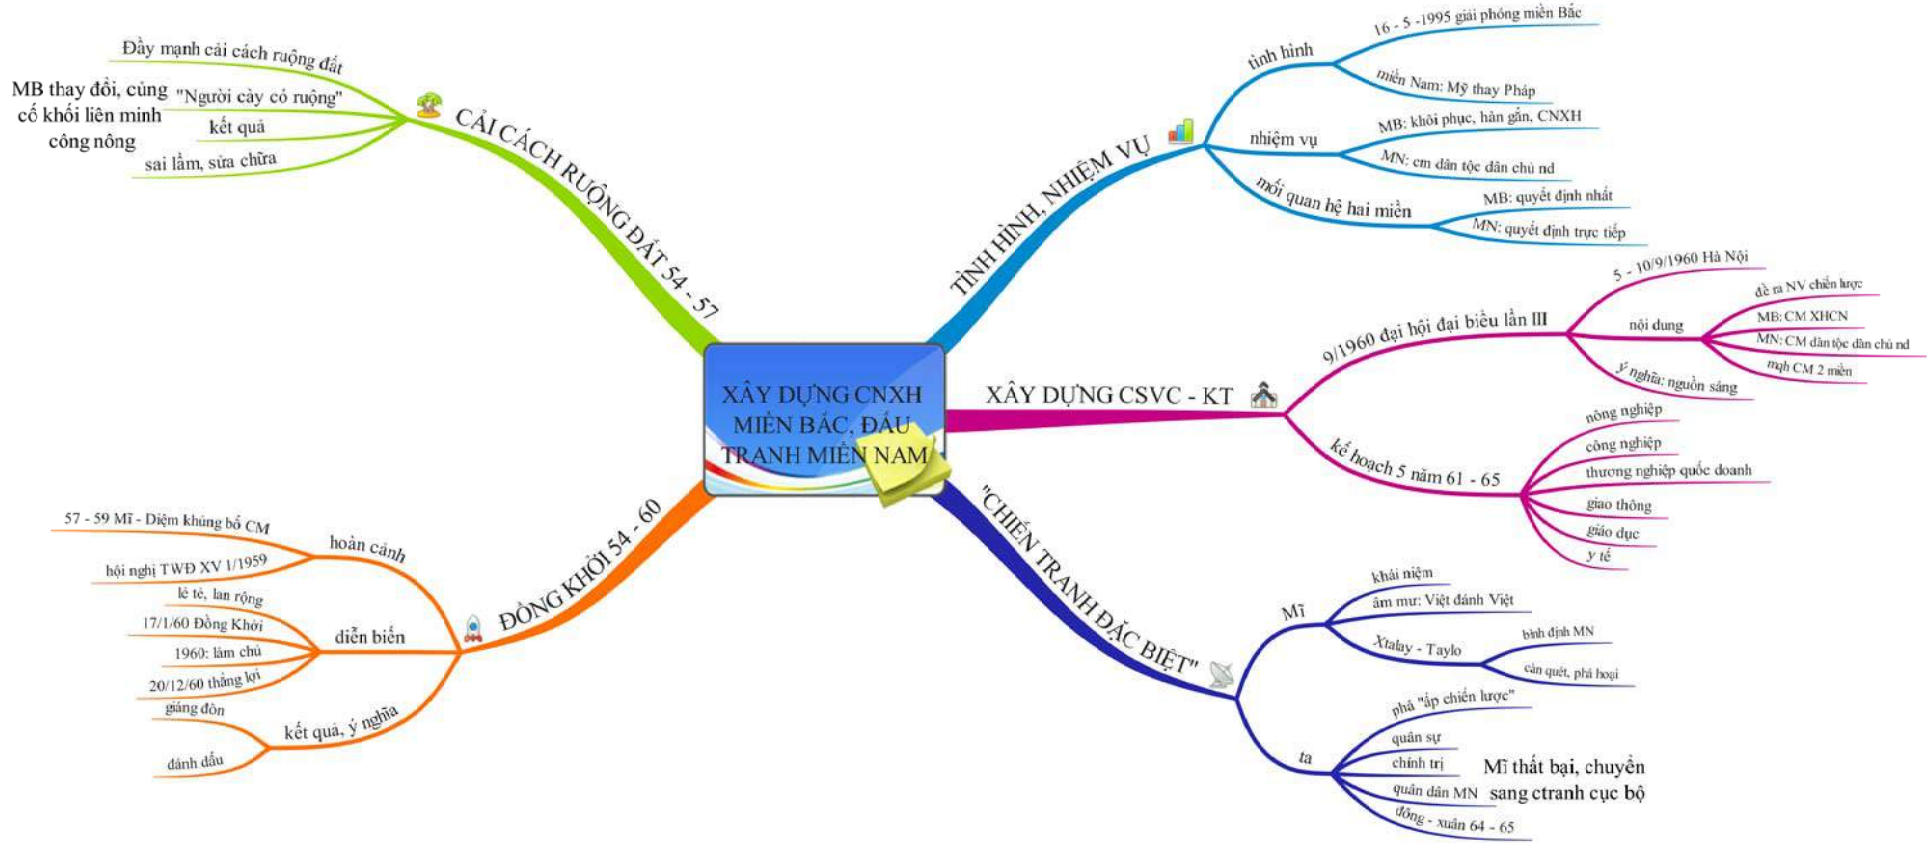 XÂY DỰNG CNXH
MIỀN BẮC, ĐẤU
TRANH MIỀN NAM
TÌNH HÌNH, NHIỆM VỤ
tình hình
16 - 5 -1995 giải phóng miền Bắc
miền Nam: Mỹ thay Pháp
nhiệm vụ
MB: khôi phục, hàn gắn, CNXH
MN: cm dân tộc dân chủ nd
mối quan hệ hai miền
MB: quyết định nhất
MN: quyết định trực tiếp
XÂY DỰNG CSVC - KT
9/1960 đại hội đại biểu lần III
5 - 10/9/1960 Hà Nội
nội dung
đề ra NV chiến lược
MB: CM XHCN
MN: CM dân tộc dân chủ nd
mqh CM 2 miền
ý nghĩa: nguồn sáng
kế hoạch 5 năm 61 - 65
nông nghiệp
công nghiệp
thương nghiệp quốc doanh
giao thông
giáo dục
y tế
"CHIẾN TRANH ĐẶC BIỆT"
Mĩ
khái niệm
âm mư: Việt đánh Việt
Xtalay - Taylo
bình định MN
càn quét, phá hoại
ta
phá "ấp chiến lược"
quân sự
chính trị
quân dân MN
đông - xuân 64 - 65
Mĩ thất bại, chuyển
sang ctranh cục bộ
CẢI CÁCH RUỘNG ĐẤT 54 - 57
Đẩy mạnh cải cách ruộng đất
"Người cày có ruộng"
kết quả
sai lầm, sửa chữa
MB thay đổi, củng
cố khối liên minh
công nông
ĐỒNG KHỞI 54 - 60
hoàn cảnh
57 - 59 Mĩ - Diệm khủng bố CM
hội nghị TWĐ XV 1/1959
diễn biến
lẻ tẻ, lan rộng
17/1/60 Đồng Khởi
1960: làm chủ
20/12/60 thắng lợi
kết quả, ý nghĩa
giáng đòn
đánh dấu